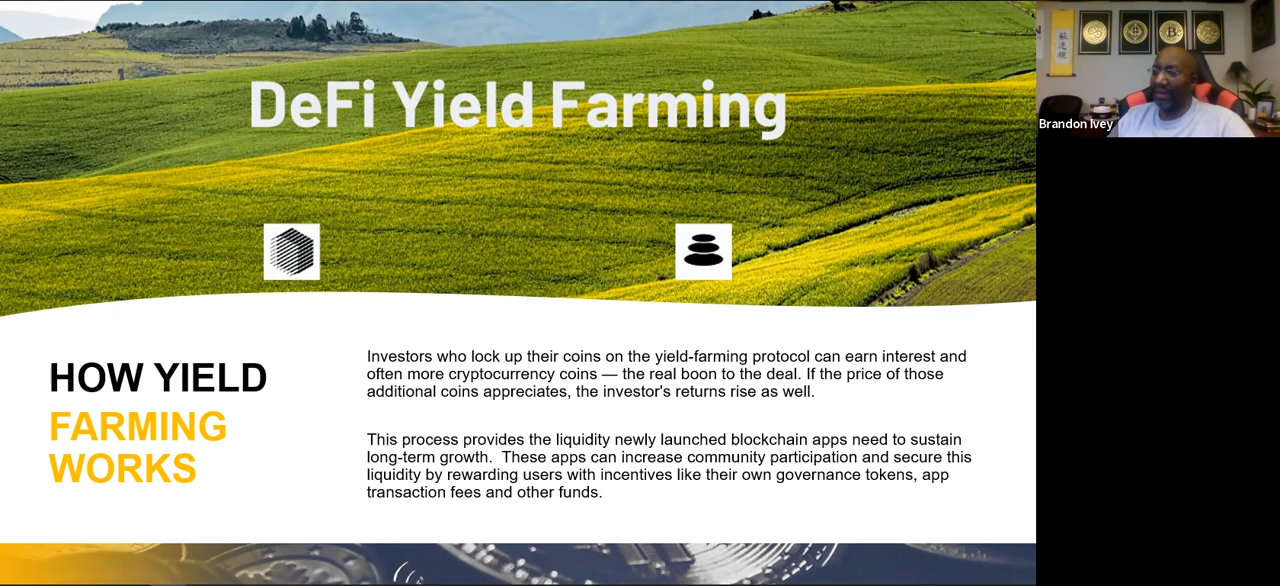 DeFi Yield Farming
Brandon Ivey
HOW YIELD
FARMING
WORKS
Investors who lock up their coins on the yield-farming protocol can earn interest and
often more cryptocurrency coins — the real boon to the deal. If the price of those
additional coins appreciates, the investor's returns rise as well.
This process provides the liquidity newly launched blockchain apps need to sustain
long-term growth.  These apps can increase community participation and secure this
liquidity by rewarding users with incentives like their own governance tokens, app
transaction fees and other funds.